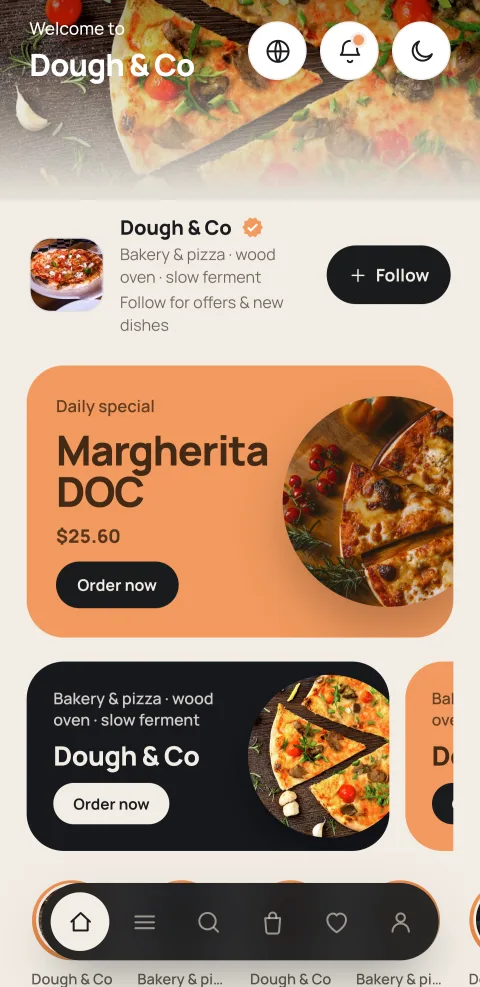 Welcome to
Dough & Co
Dough & Co
Bakery & pizza · wood
oven · slow ferment
Follow for offers & new
dishes
Follow
Daily special
Margherita
DOC
$25.60
Order now
Bakery & pizza · wood
oven · slow ferment
Dough & Co
Order now
Dough & Co
Bakery & pi...
Dough & Co
Bakery & pi...